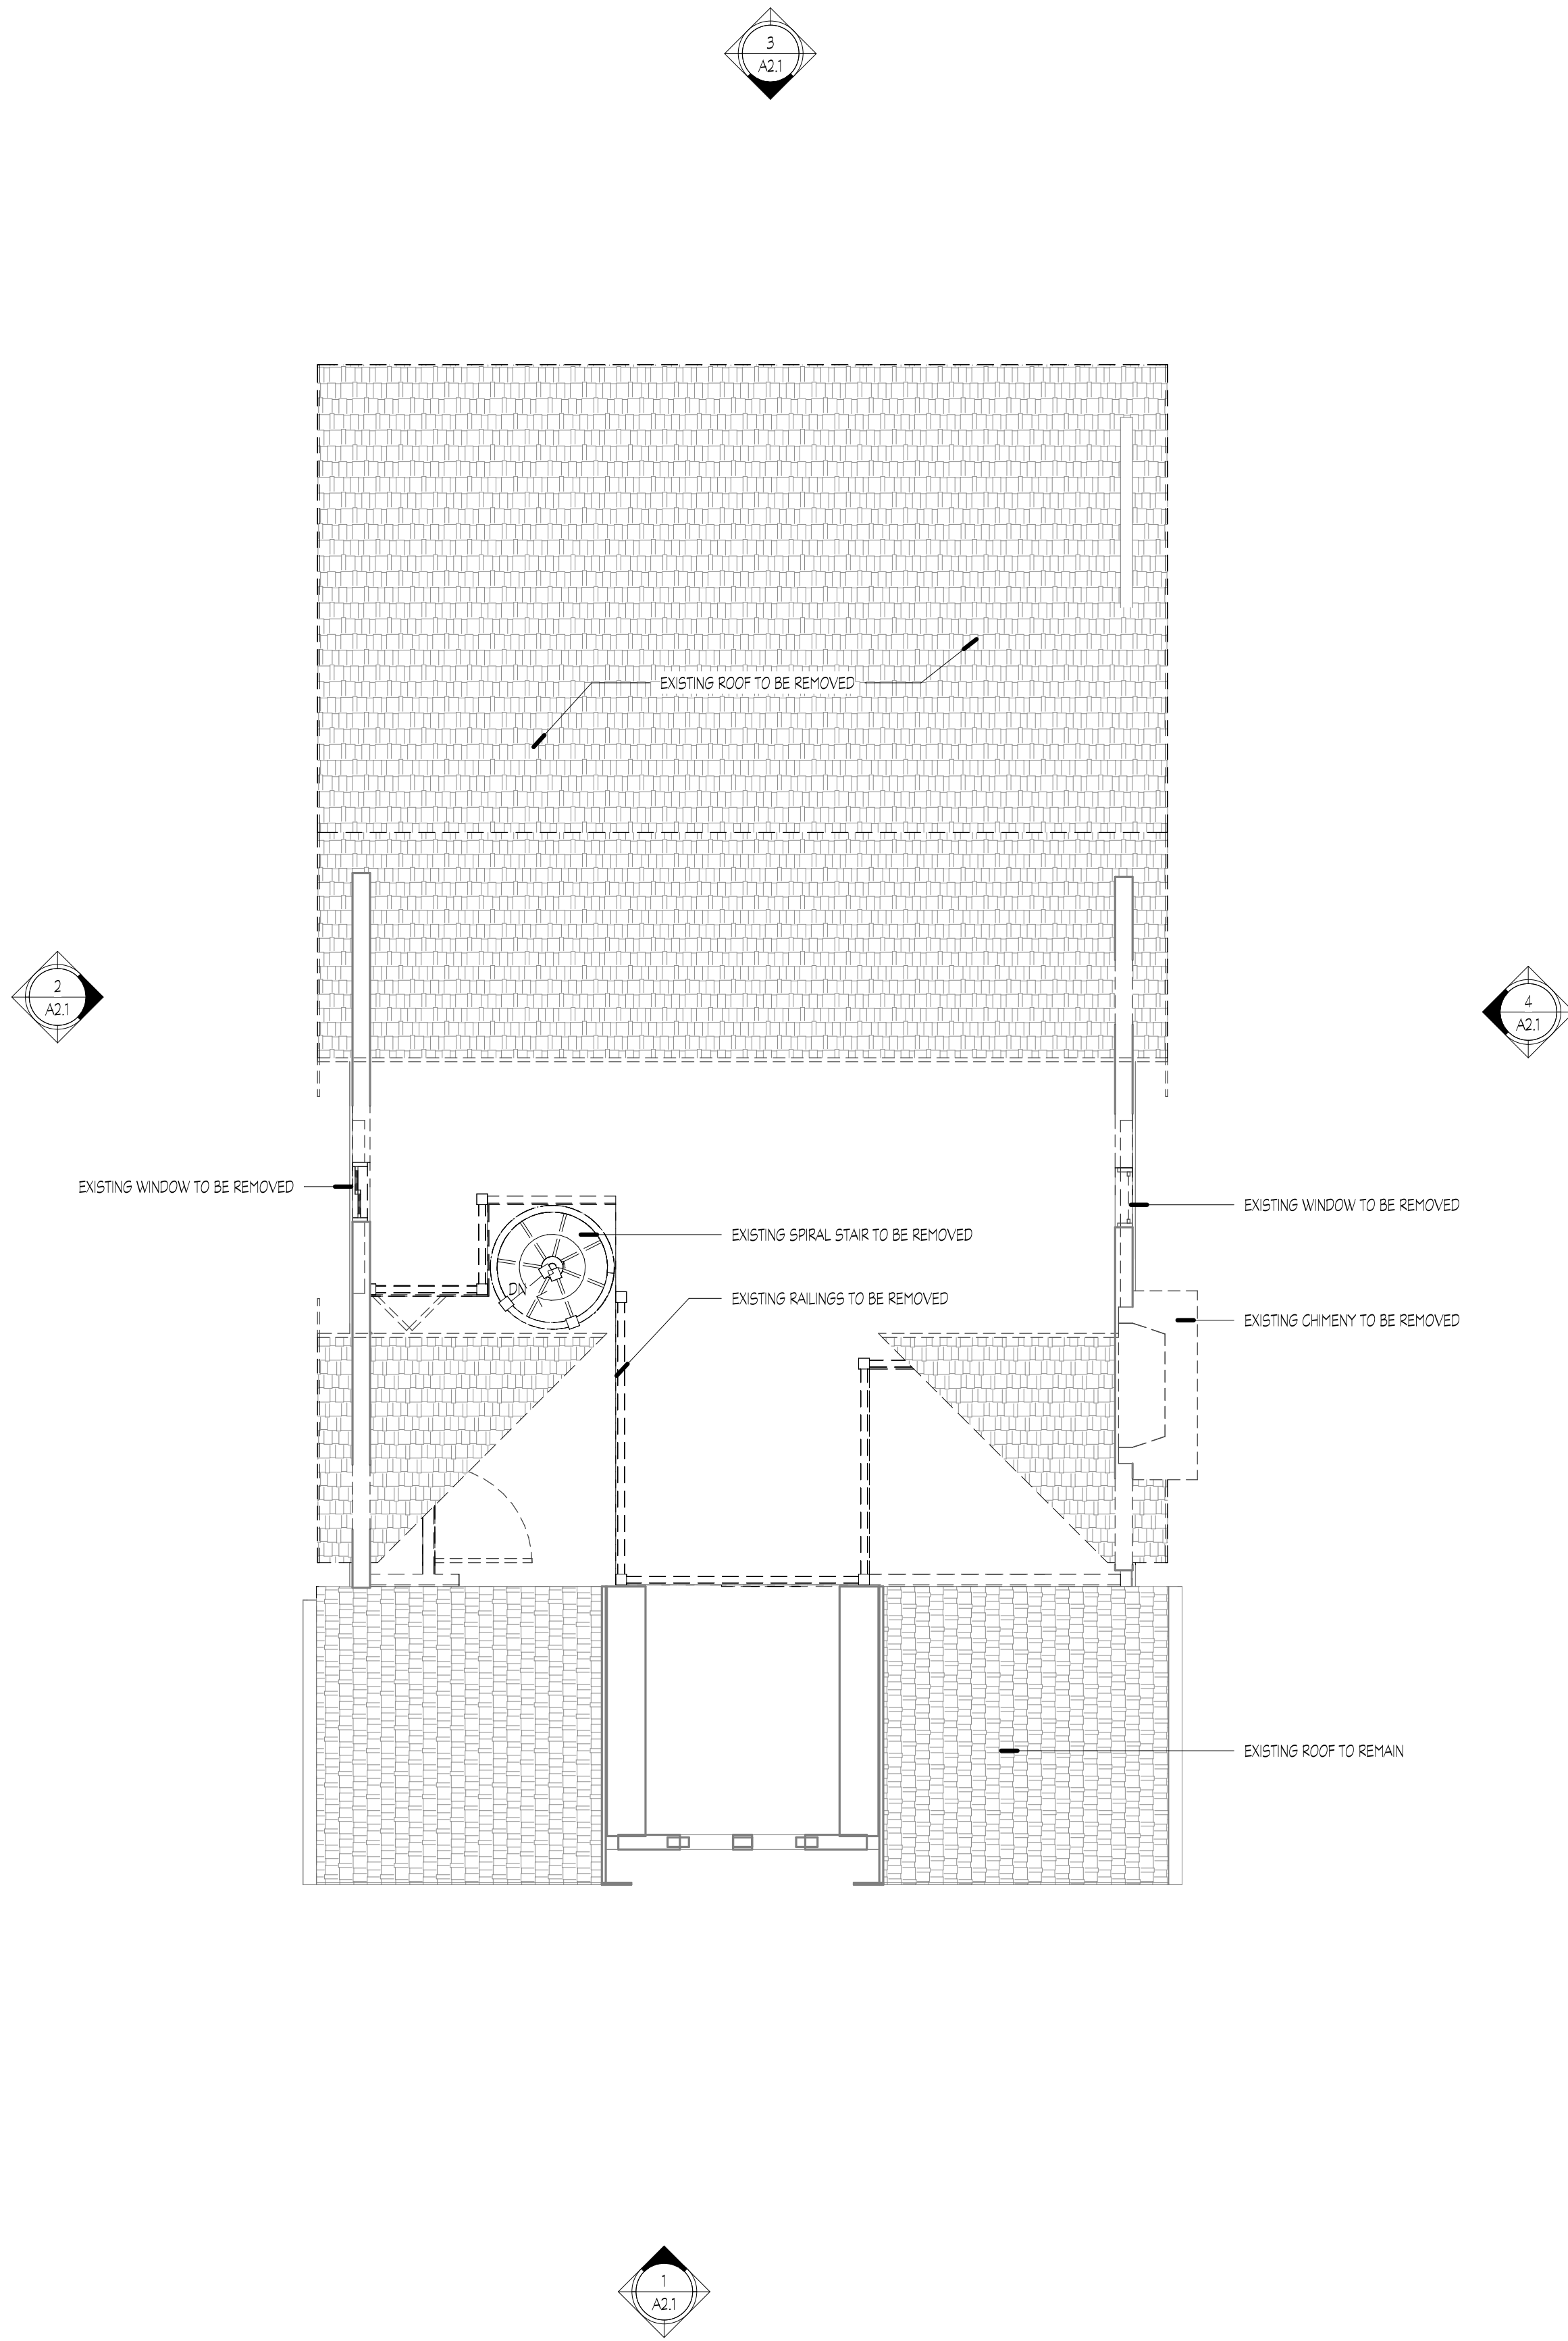 3
A2.1
EXISTING ROOF TO BE REMOVED
2
A2.1
4
A2.1
EXISTING WINDOW TO BE REMOVED
EXISTING WINDOW TO BE REMOVED
EXISTING SPIRAL STAIR TO BE REMOVED
DN
EXISTING RAILINGS TO BE REMOVED
EXISTING CHIMENY TO BE REMOVED
EXISTING ROOF TO REMAIN
1
A2.1